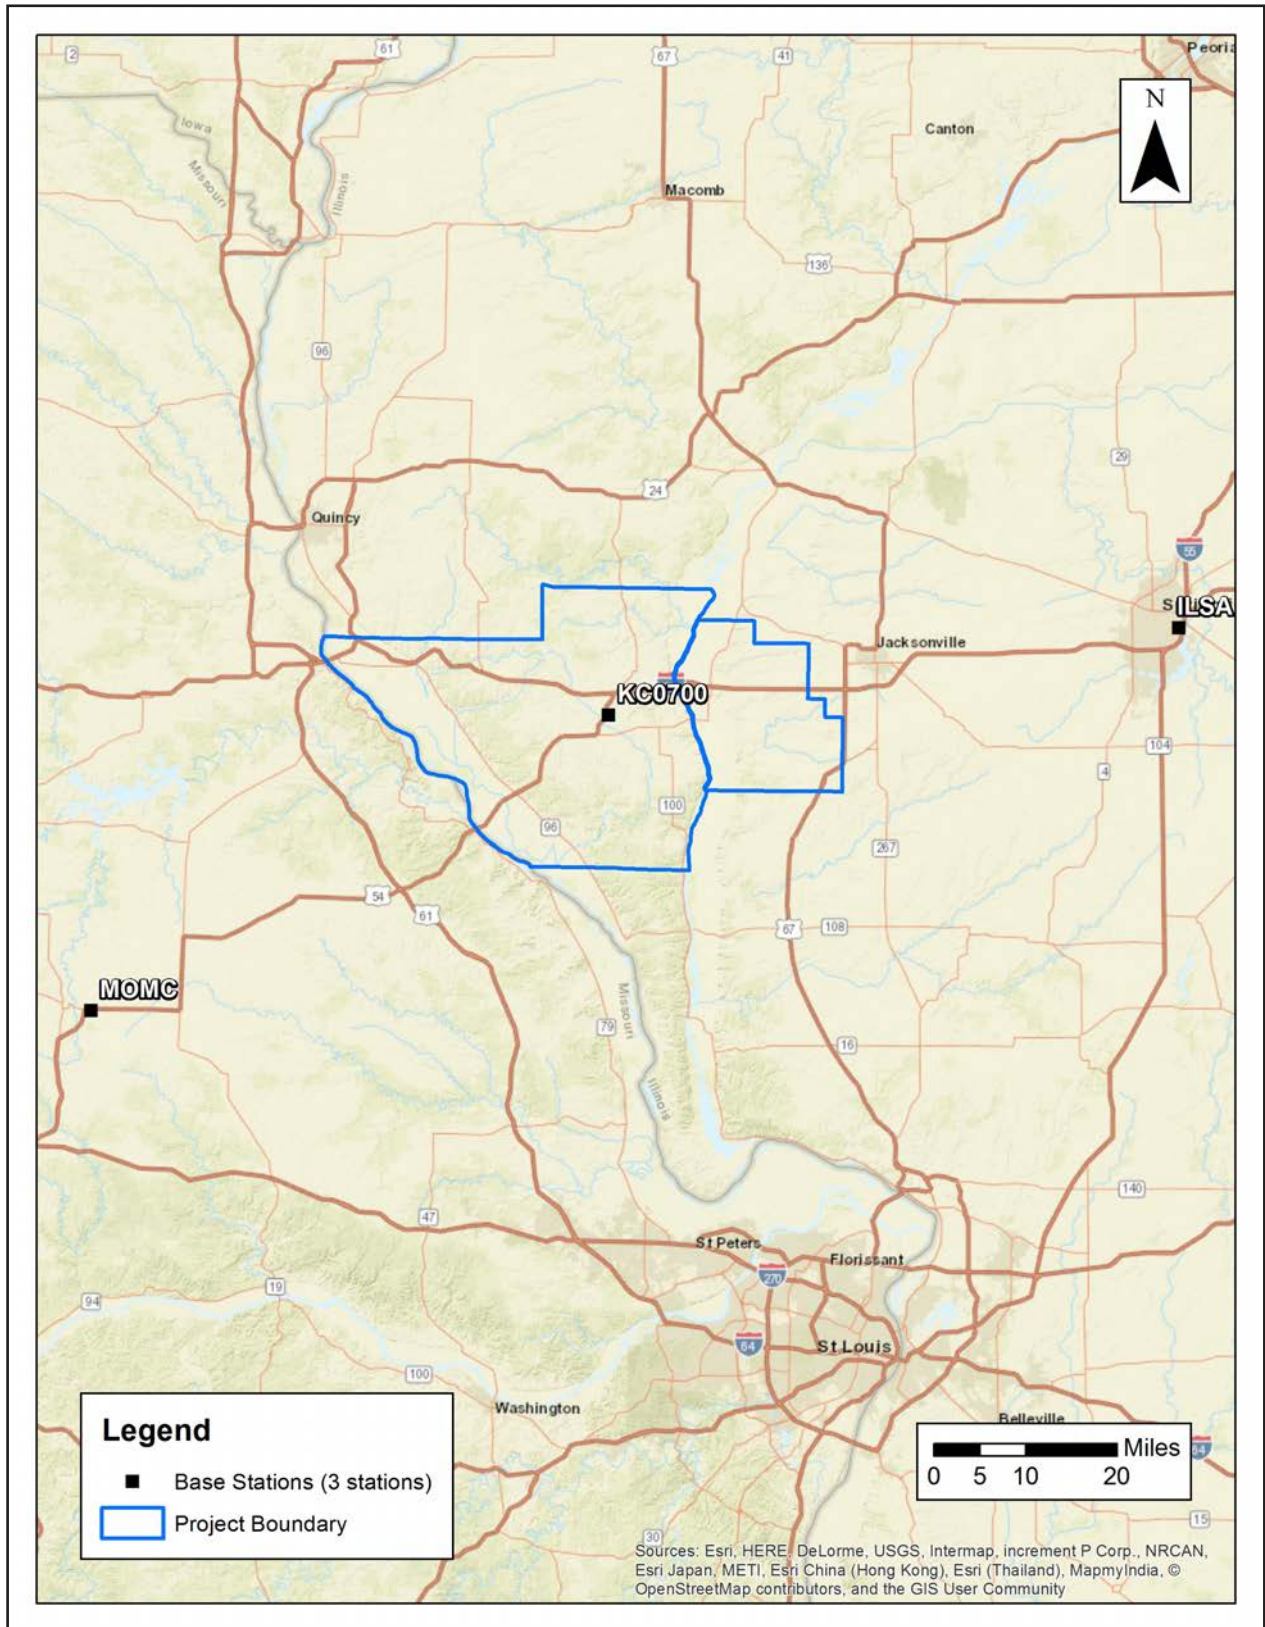 61
67
41
Peoria
2
N
Iowa
Canton
Missouri
Illinois
Macomb
136
96
29
24
Quincy
55
ILSA
Jacksonville
KC0700
104
4
100
96
267
54
61
67
108
MOMC
Missouri
79
16
Illinois
140
47
St Peters
Florissant
270
19
94
64
St Louis
100
Washington
Belleville
Legend
Base Stations (3 stations)
Project Boundary
Miles
0 5 10 20
64
15
30
Sources: Esri, HERE, DeLorme, USGS, Intermap, increment P Corp., NRCAN,
Esri Japan, METI, Esri China (Hong Kong), Esri (Thailand), MapmyIndia, ©
OpenStreetMap contributors, and the GIS User Community